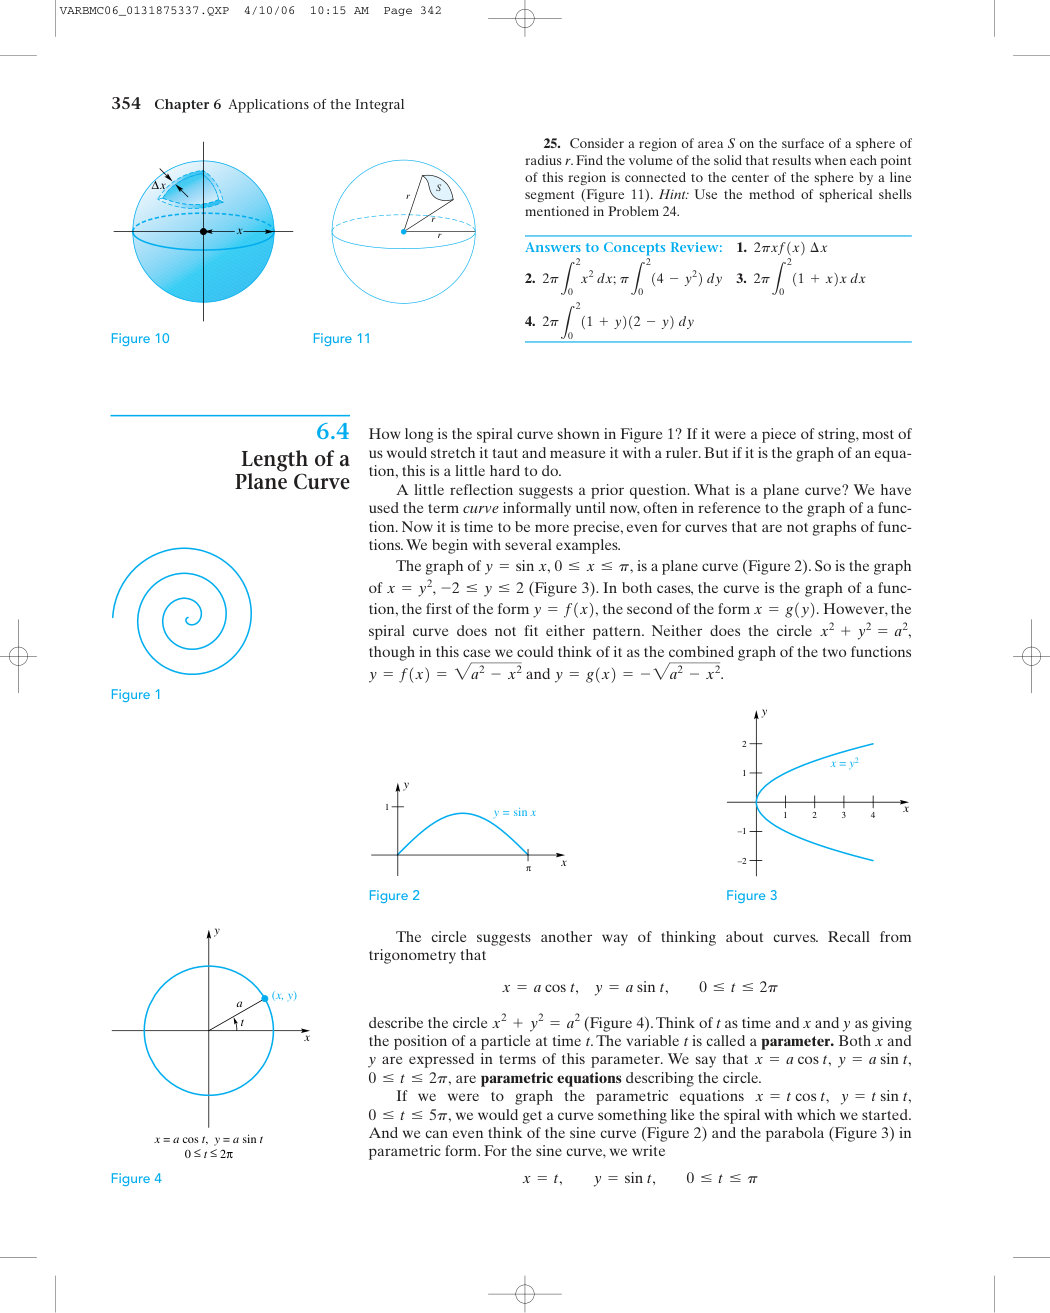 VARBMC06_0131875337.QXP 4/10/06 10:15 AM Page 342
354 Chapter 6 Applications of the Integral
Δx
x
Figure 10
S
r
r
r
Figure 11
25. Consider a region of area S on the surface of a sphere of
radius r. Find the volume of the solid that results when each point
of this region is connected to the center of the sphere by a line
segment (Figure 11). Hint: Use the method of spherical shells
mentioned in Problem 24.
Answers to Concepts Review: 1. 2πxf(x) Δx
2. 2π ∫₀² x² dx; π ∫₀² (4 − y²) dy 3. 2π ∫₀² (1 + x)x dx
4. 2π ∫₀² (1 + y)(2 − y) dy
6.4
Length of a
Plane Curve
How long is the spiral curve shown in Figure 1? If it were a piece of string, most of
us would stretch it taut and measure it with a ruler. But if it is the graph of an equa-
tion, this is a little hard to do.
A little reflection suggests a prior question. What is a plane curve? We have
used the term curve informally until now, often in reference to the graph of a func-
tion. Now it is time to be more precise, even for curves that are not graphs of func-
tions. We begin with several examples.
The graph of y = sin x, 0 ≤ x ≤ π, is a plane curve (Figure 2). So is the graph
of x = y², −2 ≤ y ≤ 2 (Figure 3). In both cases, the curve is the graph of a func-
tion, the first of the form y = f(x), the second of the form x = g(y). However, the
spiral curve does not fit either pattern. Neither does the circle x² + y² = a²,
though in this case we could think of it as the combined graph of the two functions
y = f(x) = √(a² − x²) and y = g(x) = −√(a² − x²).
Figure 1
y
1
y = sin x
π
x
Figure 2
y
2
1
x = y²
1 2 3 4
x
–1
–2
Figure 3
The circle suggests another way of thinking about curves. Recall from
trigonometry that
x = a cos t, y = a sin t, 0 ≤ t ≤ 2π
describe the circle x² + y² = a² (Figure 4). Think of t as time and x and y as giving
the position of a particle at time t. The variable t is called a parameter. Both x and
y are expressed in terms of this parameter. We say that x = a cos t, y = a sin t,
0 ≤ t ≤ 2π, are parametric equations describing the circle.
If we were to graph the parametric equations x = t cos t, y = t sin t,
0 ≤ t ≤ 5π, we would get a curve something like the spiral with which we started.
And we can even think of the sine curve (Figure 2) and the parabola (Figure 3) in
parametric form. For the sine curve, we write
x = t, y = sin t, 0 ≤ t ≤ π
y
(x, y)
a
t
x
x = a cos t, y = a sin t
0 ≤ t ≤ 2π
Figure 4